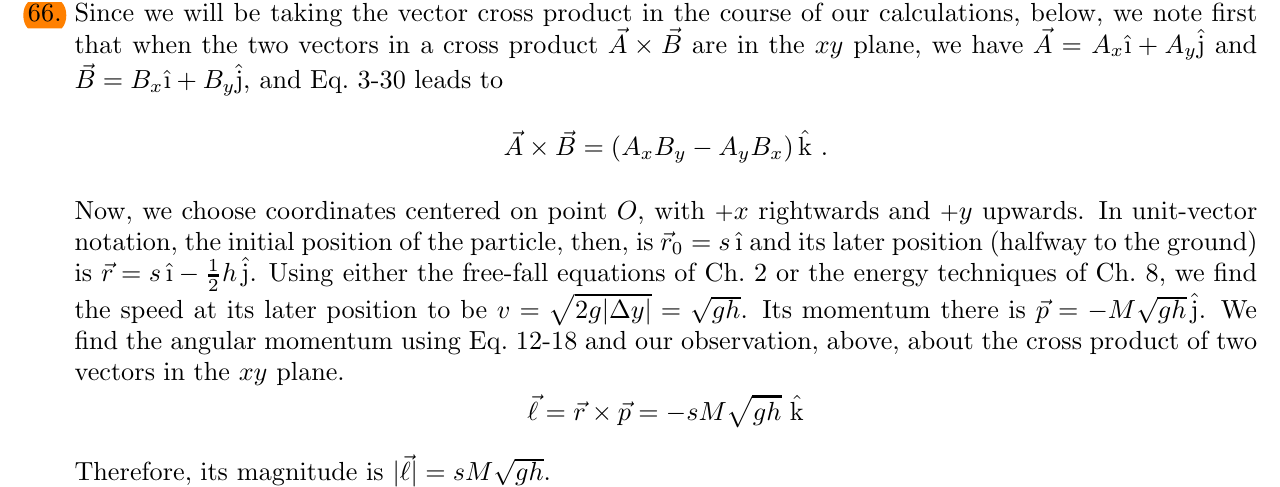 66. Since we will be taking the vector cross product in the course of our calculations, below, we note first
that when the two vectors in a cross product $\vec{A} \times \vec{B}$ are in the $xy$ plane, we have $\vec{A} = A_x\hat{\text{i}} + A_y\hat{\text{j}}$ and
$\vec{B} = B_x\hat{\text{i}} + B_y\hat{\text{j}}$, and Eq. 3-30 leads to
$\vec{A} \times \vec{B} = (A_xB_y - A_yB_x)\,\hat{\text{k}}$ .
Now, we choose coordinates centered on point $O$, with $+x$ rightwards and $+y$ upwards. In unit-vector
notation, the initial position of the particle, then, is $\vec{r}_0 = s\,\hat{\text{i}}$ and its later position (halfway to the ground)
is $\vec{r} = s\,\hat{\text{i}} - \frac{1}{2}h\,\hat{\text{j}}$. Using either the free-fall equations of Ch. 2 or the energy techniques of Ch. 8, we find
the speed at its later position to be $v = \sqrt{2g|\Delta y|} = \sqrt{gh}$. Its momentum there is $\vec{p} = -M\sqrt{gh}\,\hat{\text{j}}$. We
find the angular momentum using Eq. 12-18 and our observation, above, about the cross product of two
vectors in the $xy$ plane.
$\vec{\ell} = \vec{r} \times \vec{p} = -sM\sqrt{gh}\;\hat{\text{k}}$
Therefore, its magnitude is $|\vec{\ell}| = sM\sqrt{gh}$.